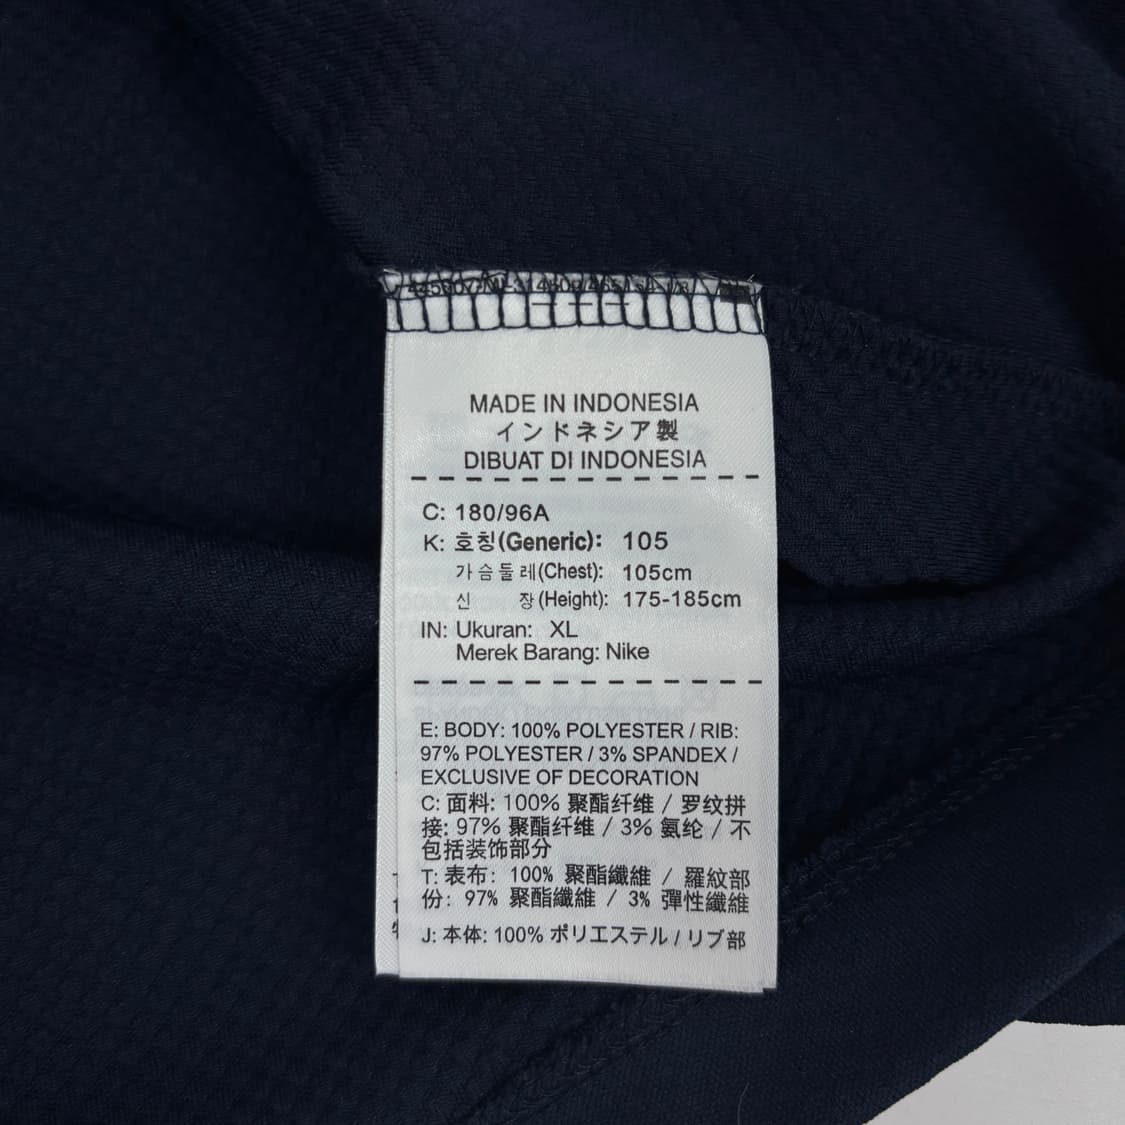 MADE IN INDONESIA
インドネシア製
DIBUAT DI INDONESIA
C: 180/96A
K: 호칭(Generic): 105
가슴둘레(Chest): 105cm
신 장(Height): 175-185cm
IN: Ukuran: XL
Merek Barang: Nike
E: BODY: 100% POLYESTER / RIB:
97% POLYESTER / 3% SPANDEX /
EXCLUSIVE OF DECORATION
C: 面料: 100% 聚酯纤维 / 罗纹拼
接: 97% 聚酯纤维 / 3% 氨纶 / 不
包括装饰部分
T: 表布: 100% 聚酯纖維 / 羅紋部
份: 97% 聚酯纖維 / 3% 彈性纖維
J: 本体: 100% ポリエステル / リブ部